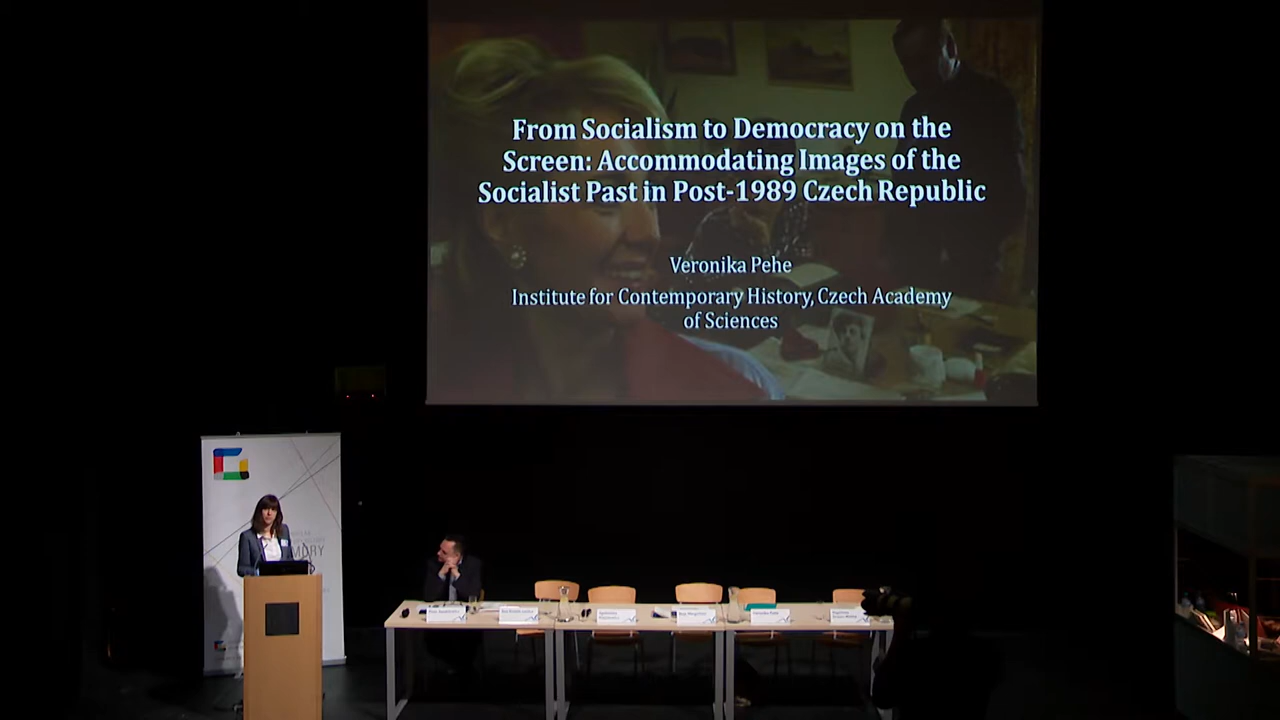 From Socialism to Democracy on the
Screen: Accommodating Images of the
Socialist Past in Post-1989 Czech Republic
Veronika Pehe
Institute for Contemporary History, Czech Academy
of Sciences